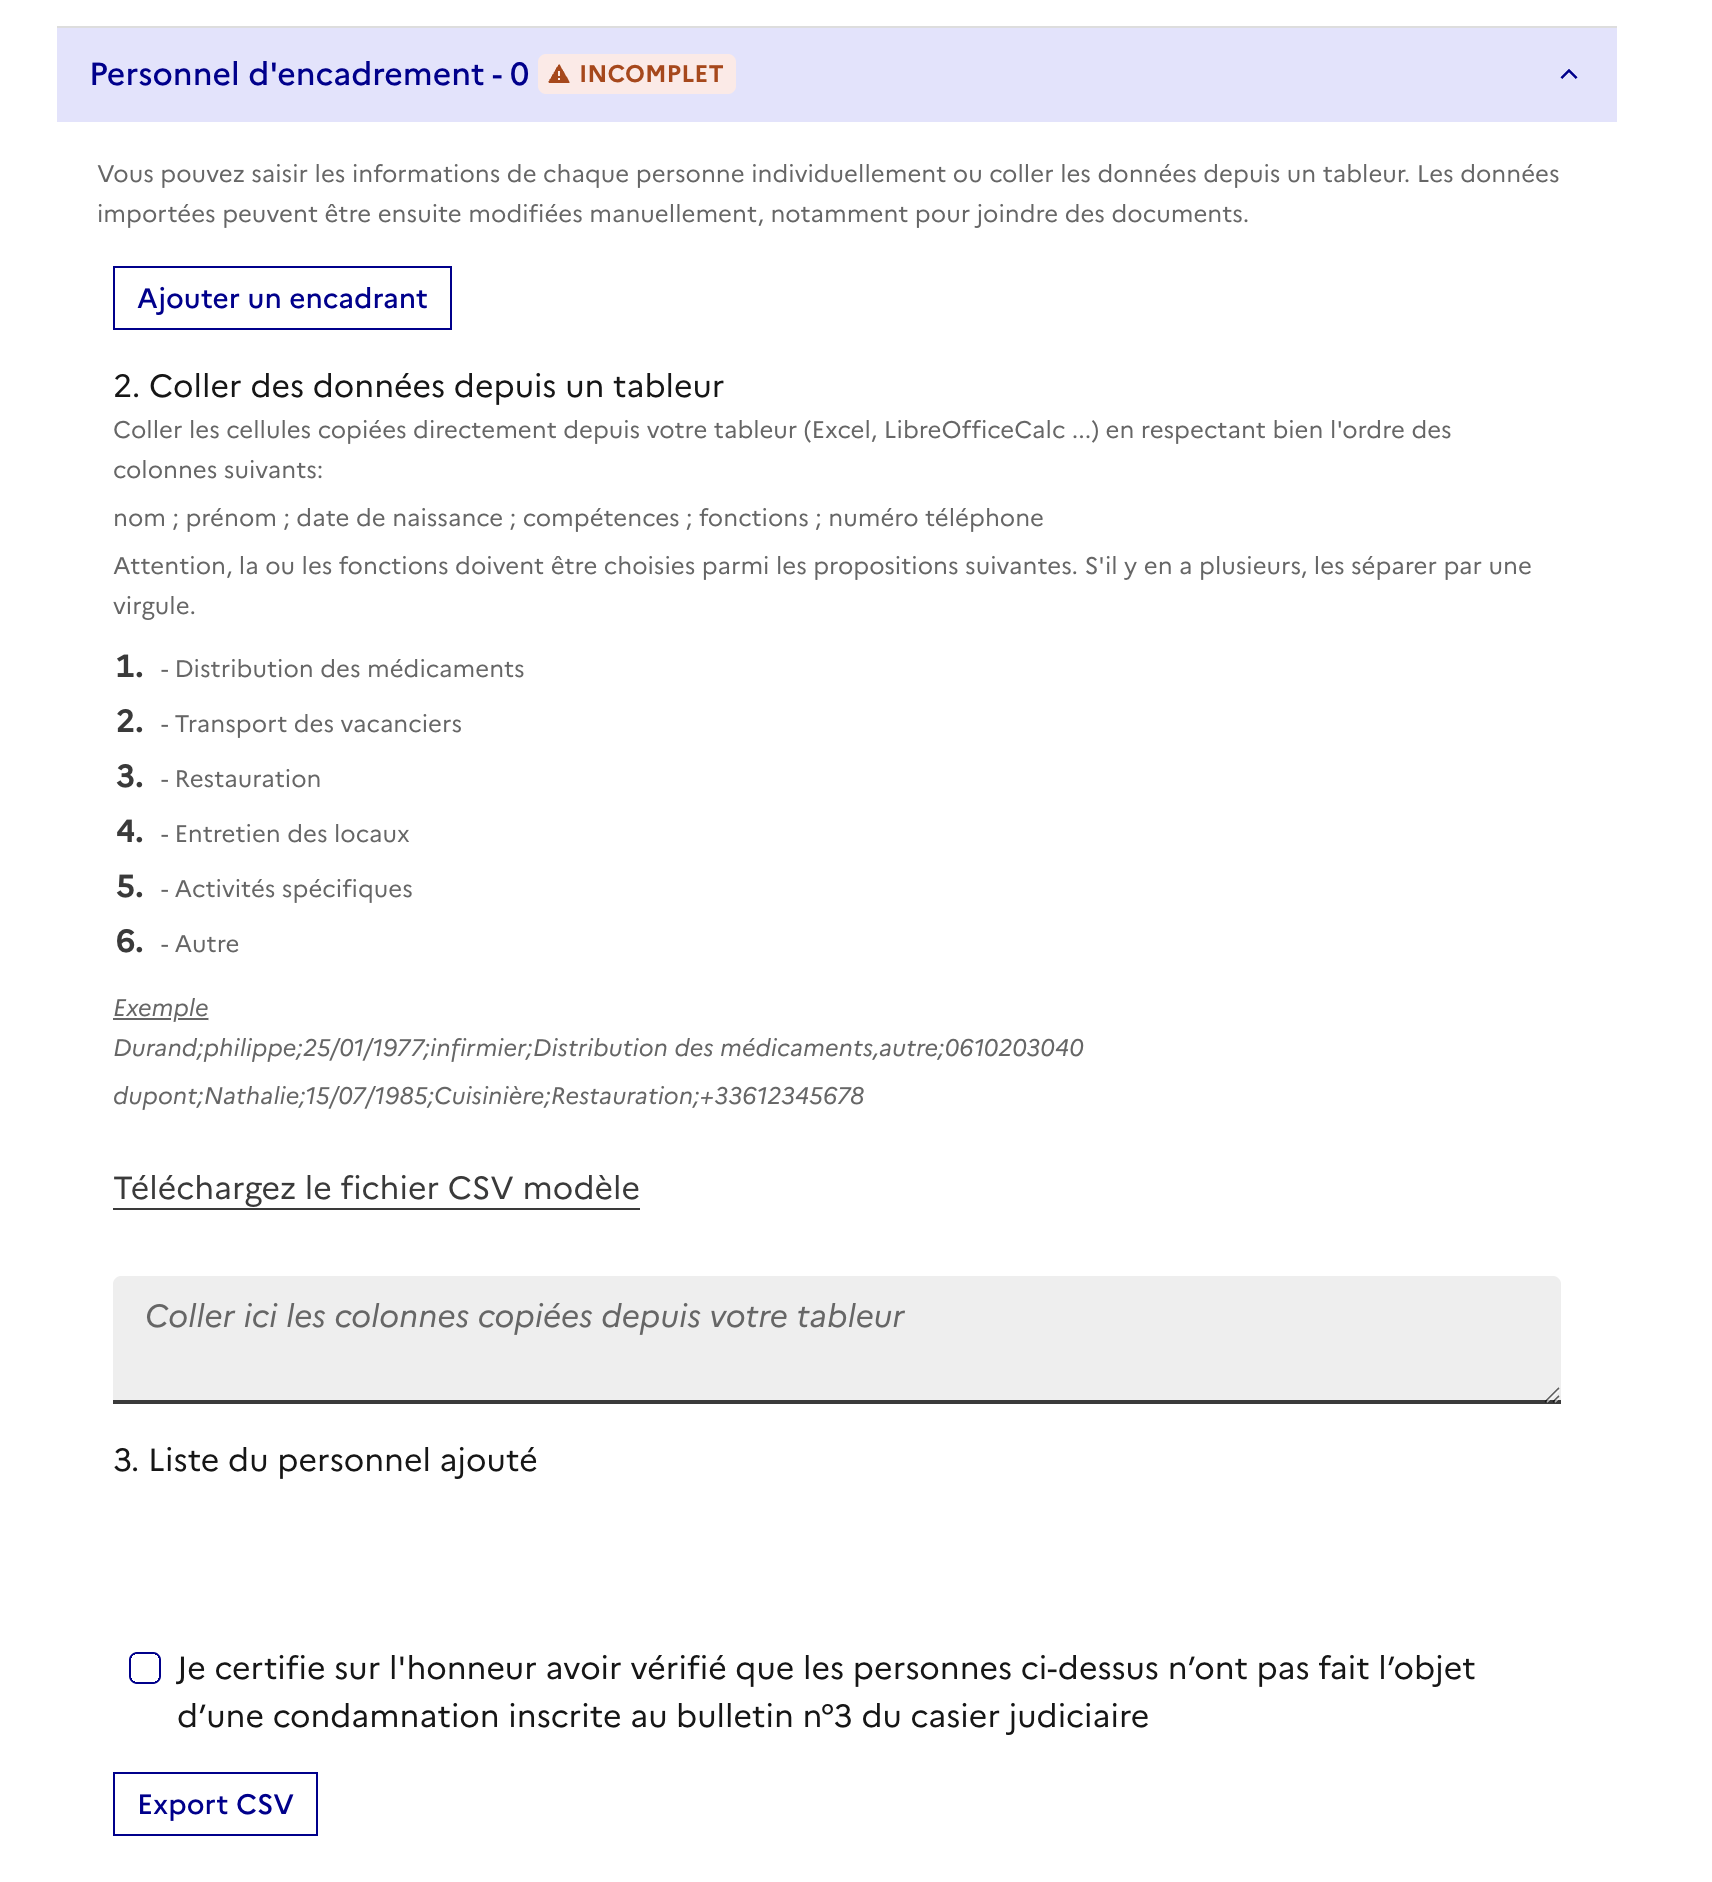 Personnel d'encadrement - 0 INCOMPLET
Vous pouvez saisir les informations de chaque personne individuellement ou coller les données depuis un tableur. Les données
importées peuvent être ensuite modifiées manuellement, notamment pour joindre des documents.
Ajouter un encadrant
2. Coller des données depuis un tableur
Coller les cellules copiées directement depuis votre tableur (Excel, LibreOfficeCalc ...) en respectant bien l'ordre des
colonnes suivants:
nom ; prénom ; date de naissance ; compétences ; fonctions ; numéro téléphone
Attention, la ou les fonctions doivent être choisies parmi les propositions suivantes. S'il y en a plusieurs, les séparer par une
virgule.
1. - Distribution des médicaments
2. - Transport des vacanciers
3. - Restauration
4. - Entretien des locaux
5. - Activités spécifiques
6. - Autre
Exemple
Durand;philippe;25/01/1977;infirmier;Distribution des médicaments,autre;0610203040
dupont;Nathalie;15/07/1985;Cuisinière;Restauration;+33612345678
Téléchargez le fichier CSV modèle
Coller ici les colonnes copiées depuis votre tableur
3. Liste du personnel ajouté
Je certifie sur l'honneur avoir vérifié que les personnes ci-dessus n’ont pas fait l’objet
d’une condamnation inscrite au bulletin n°3 du casier judiciaire
Export CSV